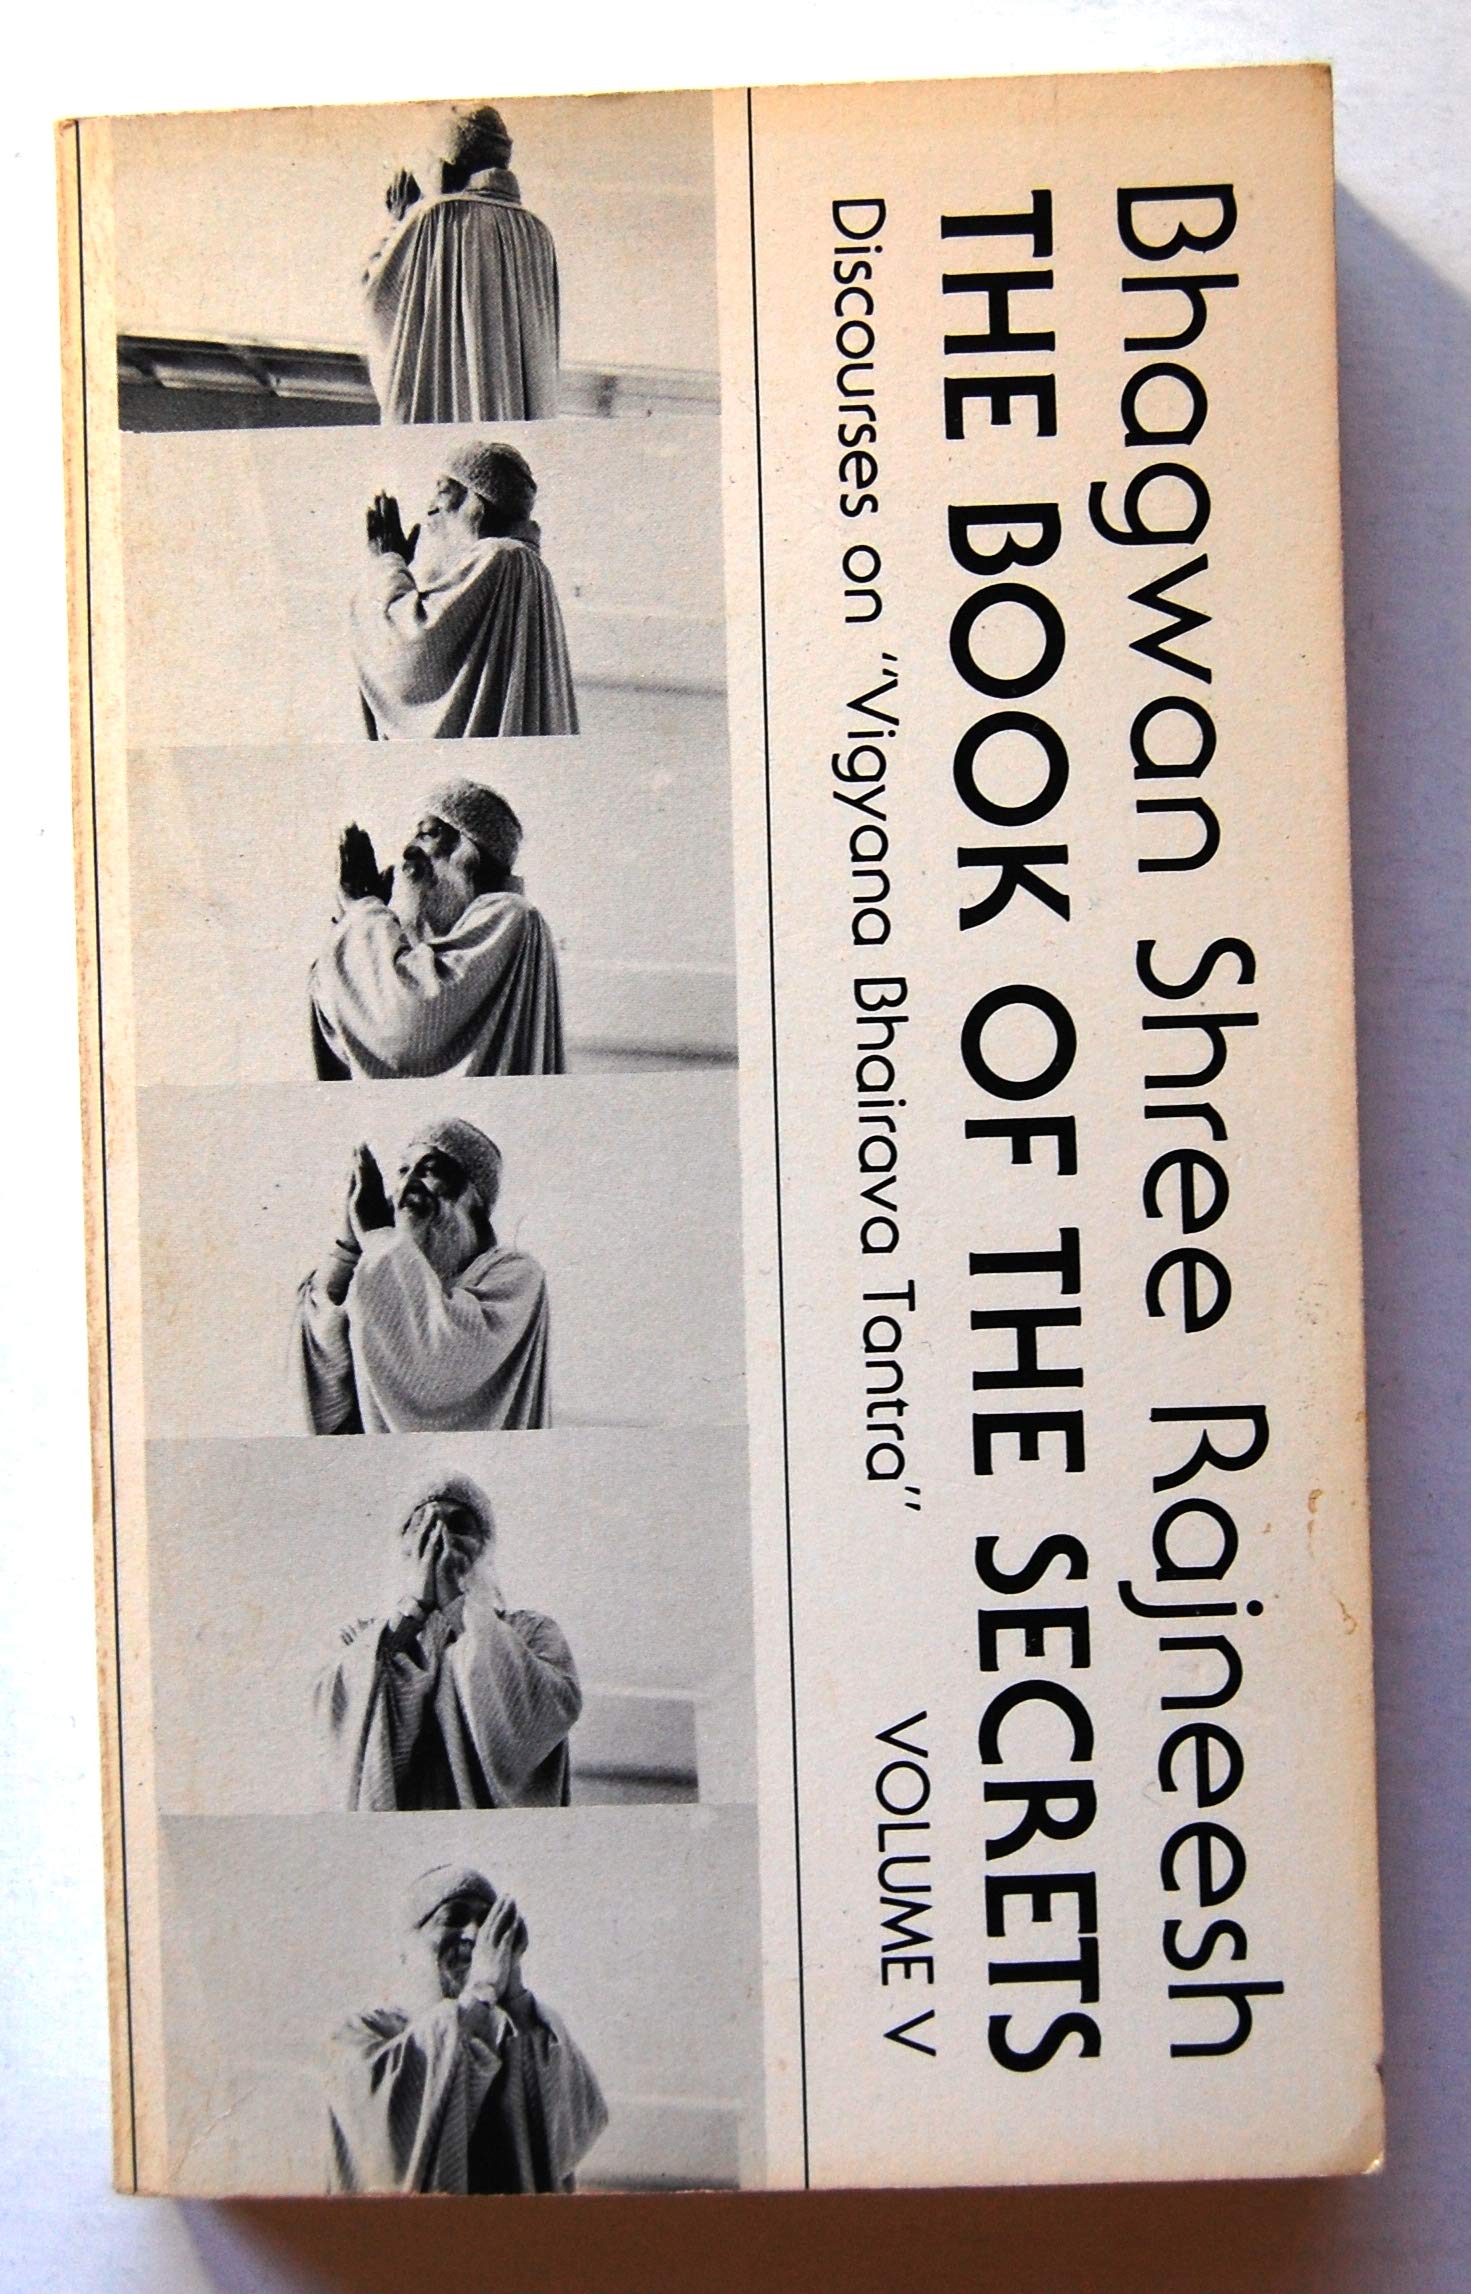 Bhagwan Shree Rajneesh
THE BOOK OF THE SECRETS
Discourses on "Vigyana Bhairava Tantra" VOLUME V